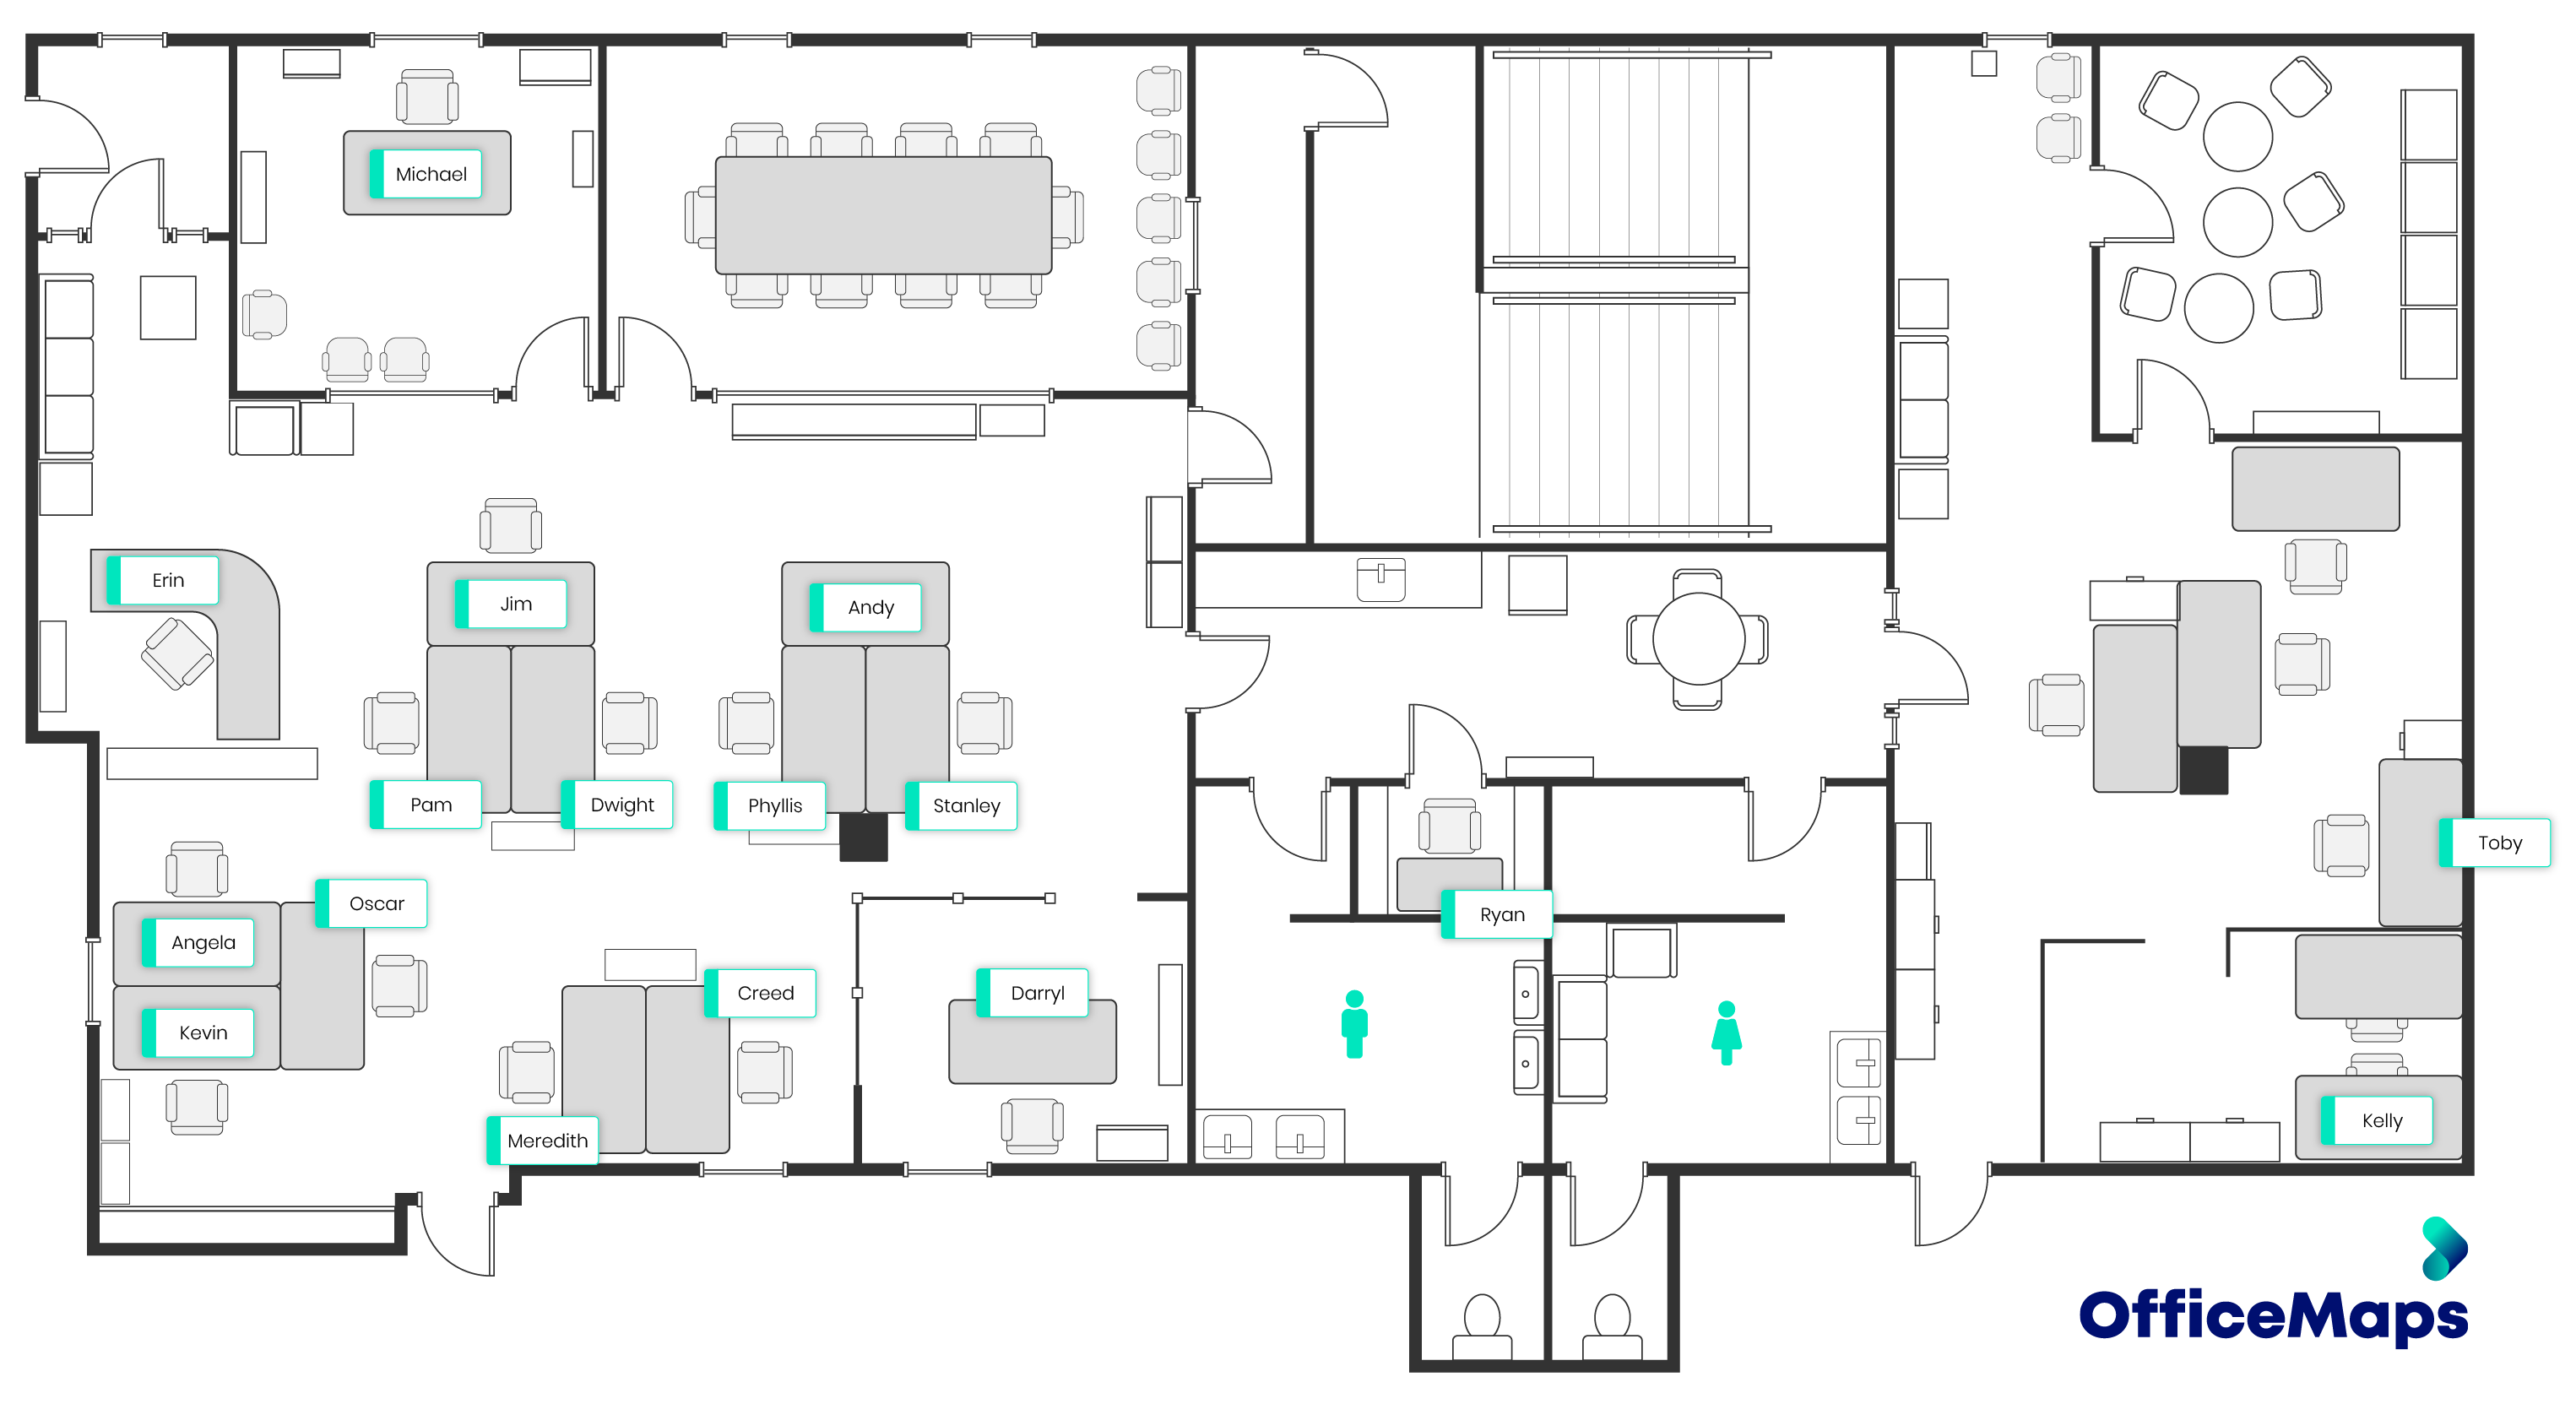 Michael
Erin
Jim
Andy
Pam
Dwight
Phyllis
Stanley
Toby
Oscar
Angela
Ryan
Kevin
Creed
Darryl
Meredith
Kelly
OfficeMaps